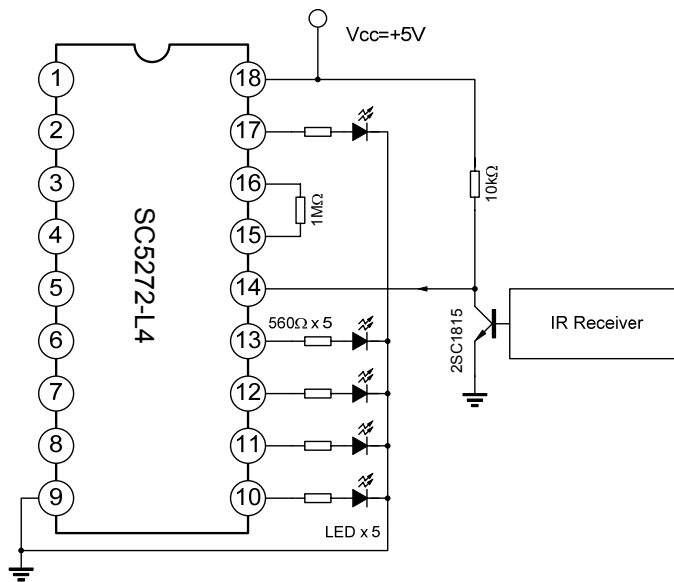 Vcc=+5V
1
18
2
17
3
16
1MΩ
10kΩ
4
15
SC5272-L4
5
14
560Ω x 5
2SC1815
IR Receiver
6
13
7
12
8
11
9
10
LED x 5